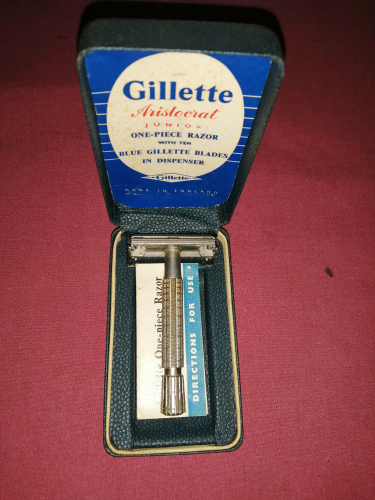 Gillette
Aristocrat
JUNIOR
ONE-PIECE RAZOR
WITH TEN
BLUE GILLETTE BLADES
IN DISPENSER
Gillette
MADE IN ENGLAND
One-piece Razor
DIRECTIONS FOR USE